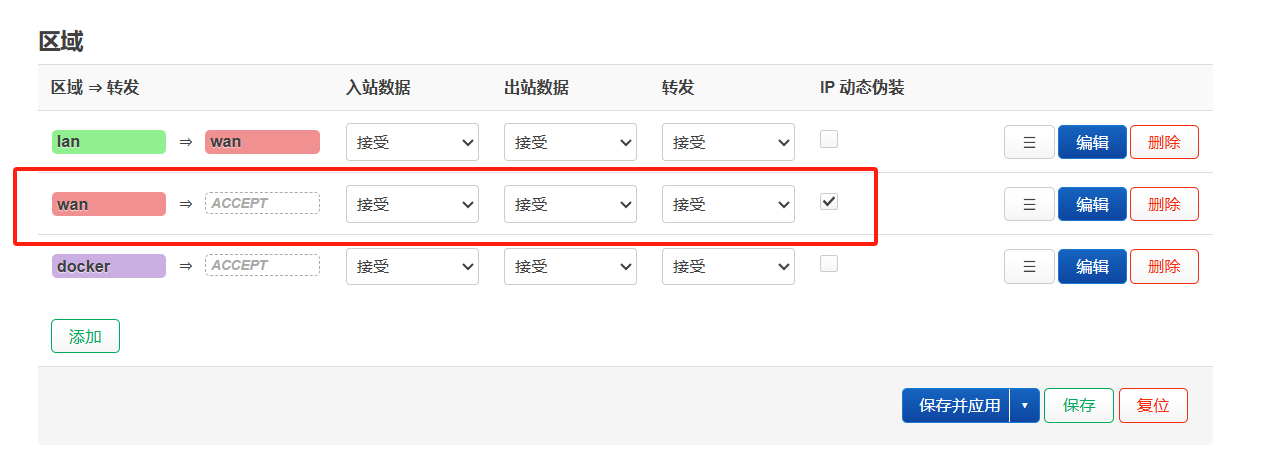 区域
区域 ⇒ 转发 入站数据 出站数据 转发 IP 动态伪装
lan ⇒ wan 接受 接受 接受 ☰ 编辑 删除
wan ⇒ ACCEPT 接受 接受 接受 ☰ 编辑 删除
docker ⇒ ACCEPT 接受 接受 接受 ☰ 编辑 删除
添加
保存并应用 保存 复位